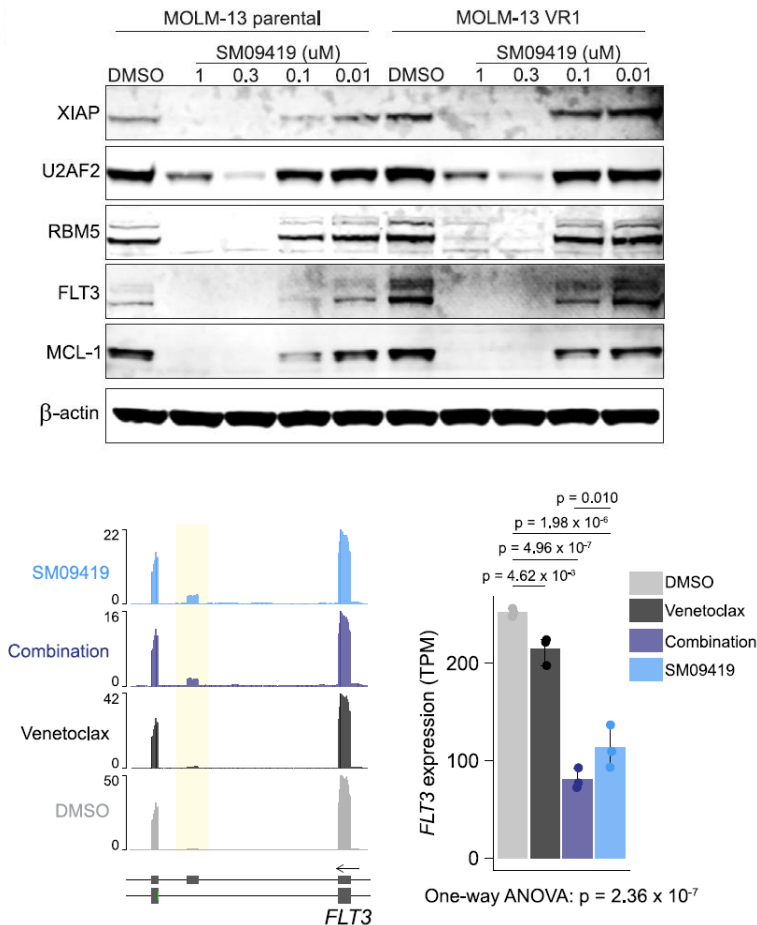 MOLM-13 parental MOLM-13 VR1
SM09419 (uM) SM09419 (uM)
DMSO 1 0.3 0.1 0.01 DMSO 1 0.3 0.1 0.01
XIAP
U2AF2
RBM5
FLT3
MCL-1
β-actin
22
SM09419
0
16
Combination
0
42
Venetoclax
0
50
DMSO
0
FLT3
p = 0.010
p = 1.98 x 10⁻⁶
p = 4.96 x 10⁻⁷
p = 4.62 x 10⁻³
DMSO
Venetoclax
Combination
SM09419
FLT3 expression (TPM)
200
100
0
One-way ANOVA: p = 2.36 x 10⁻⁷